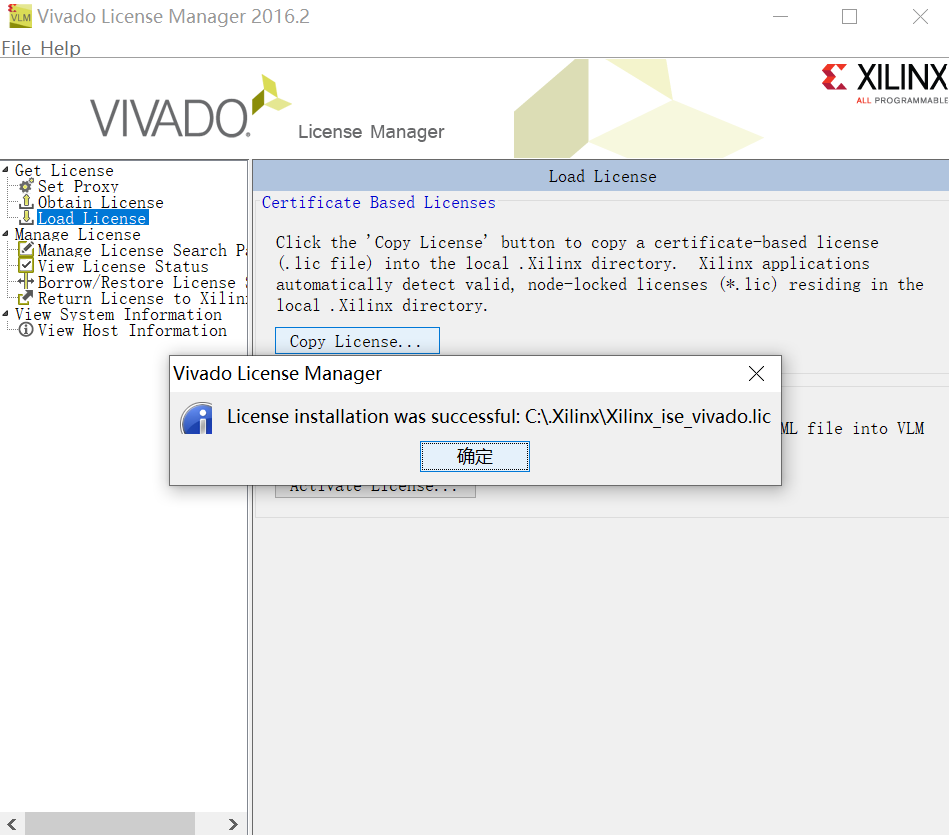 VLM Vivado License Manager 2016.2
File Help
VIVADO. License Manager
XILINX
ALL PROGRAMMABLE
Get License
Set Proxy
Obtain License
Load License
Manage License
Manage License Search Pa
View License Status
Borrow/Restore License S
Return License to Xilin
View System Information
View Host Information
Load License
Certificate Based Licenses
Click the 'Copy License' button to copy a certificate-based license
(.lic file) into the local .Xilinx directory. Xilinx applications
automatically detect valid, node-locked licenses (*.lic) residing in the
local .Xilinx directory.
Copy License...
Vivado License Manager
License installation was successful: C:\.Xilinx\Xilinx_ise_vivado.lic
确定
ML file into VLM
Activate License...